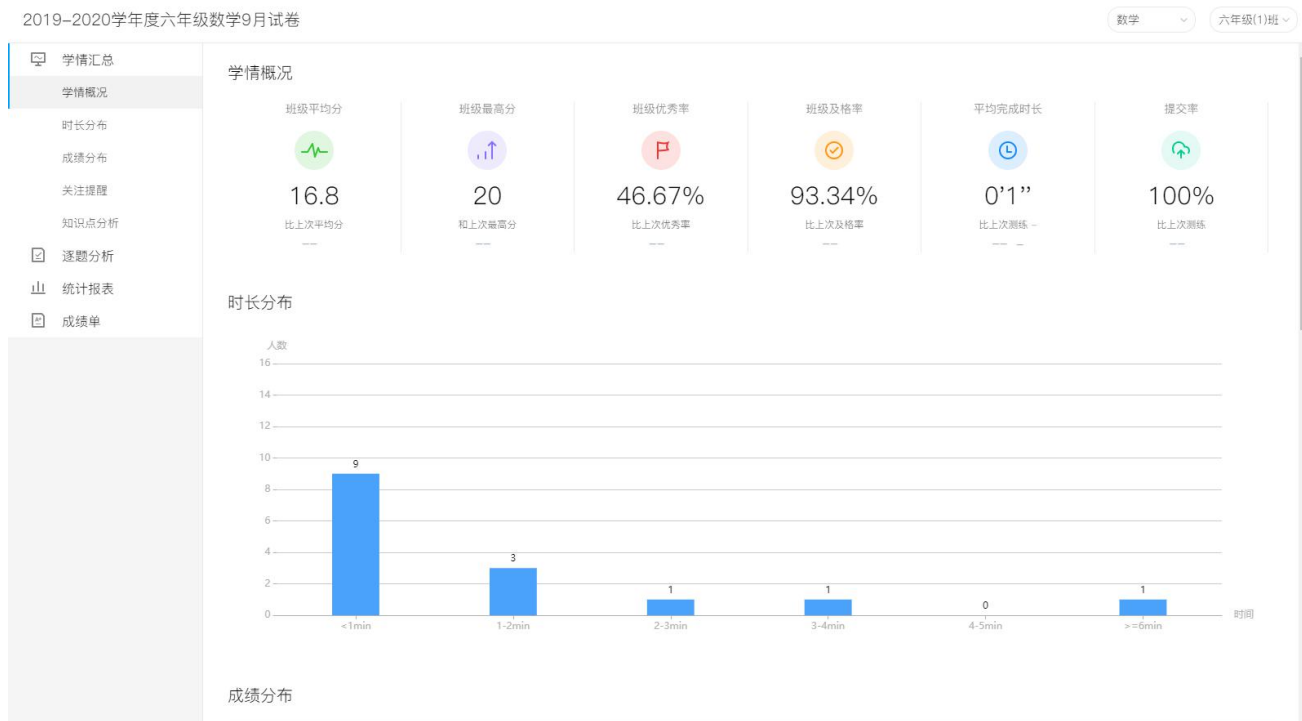 2019-2020学年度六年级数学9月试卷
数学
六年级(1)班
学情汇总
学情概况
时长分布
成绩分布
关注提醒
知识点分析
逐题分析
统计报表
成绩单
学情概况
班级平均分 班级最高分 班级优秀率 班级及格率 平均完成时长 提交率
16.8 20 46.67% 93.34% 0’1’’ 100%
比上次平均分 和上次最高分 比上次优秀率 比上次及格率 比上次测练 - 比上次测练
-- -- -- -- -- - --
时长分布
人数
16
14
12
10
8
6
4
2
0
9 3 1 1 0 1
<1min 1-2min 2-3min 3-4min 4-5min >=6min
时间
成绩分布